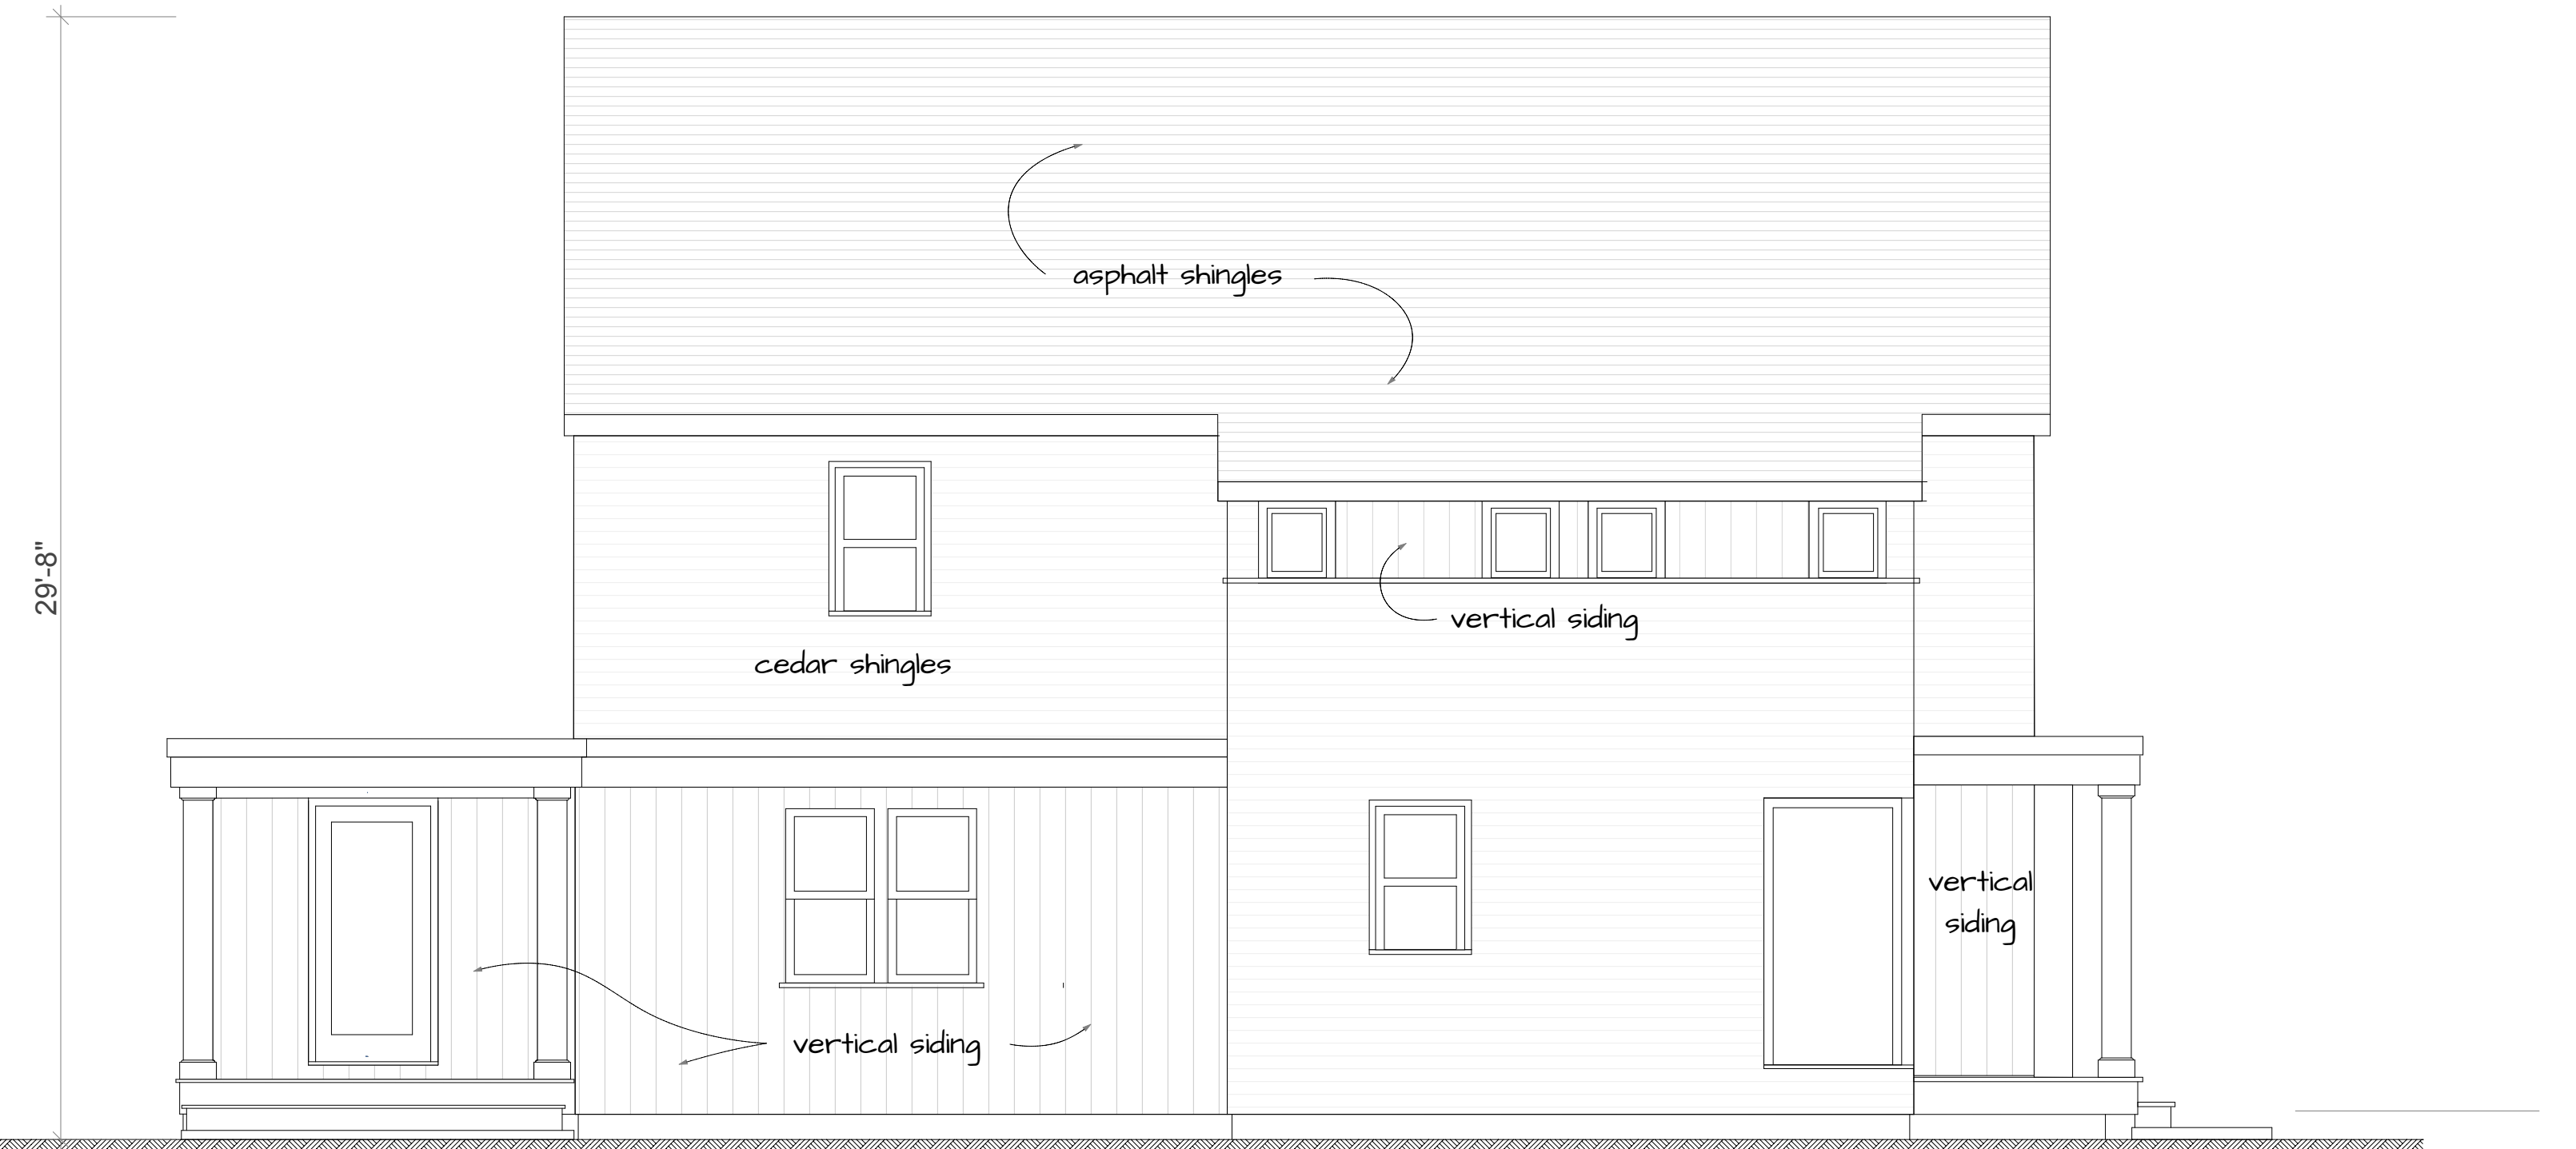 asphalt shingles
29'-8"
vertical siding
cedar shingles
vertical
siding
vertical siding